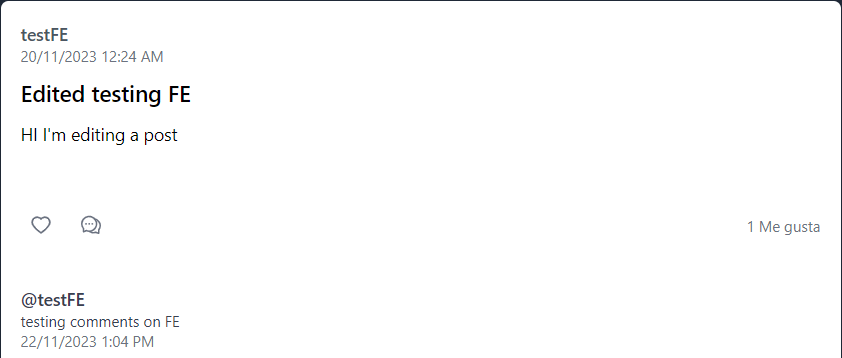 testFE
20/11/2023 12:24 AM
Edited testing FE
HI I'm editing a post
1 Me gusta
@testFE
testing comments on FE
22/11/2023 1:04 PM